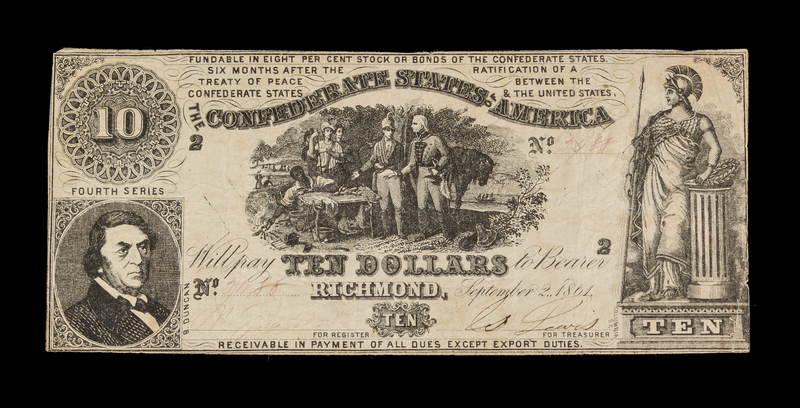 FUNDABLE IN EIGHT PER CENT STOCK OR BONDS OF THE CONFEDERATE STATES.
SIX MONTHS AFTER THE RATIFICATION OF A
TREATY OF PEACE BETWEEN THE
CONFEDERATE STATES & THE UNITED STATES,
THE CONFEDERATE STATES OF AMERICA
10
2
No
FOURTH SERIES
2
Will pay TEN DOLLARS to Bearer
No
RICHMOND, September 2, 1861,
B DUNCAN
TEN
FOR REGISTER
FOR TREASURER
TEN
RECEIVABLE IN PAYMENT OF ALL DUES EXCEPT EXPORT DUTIES.